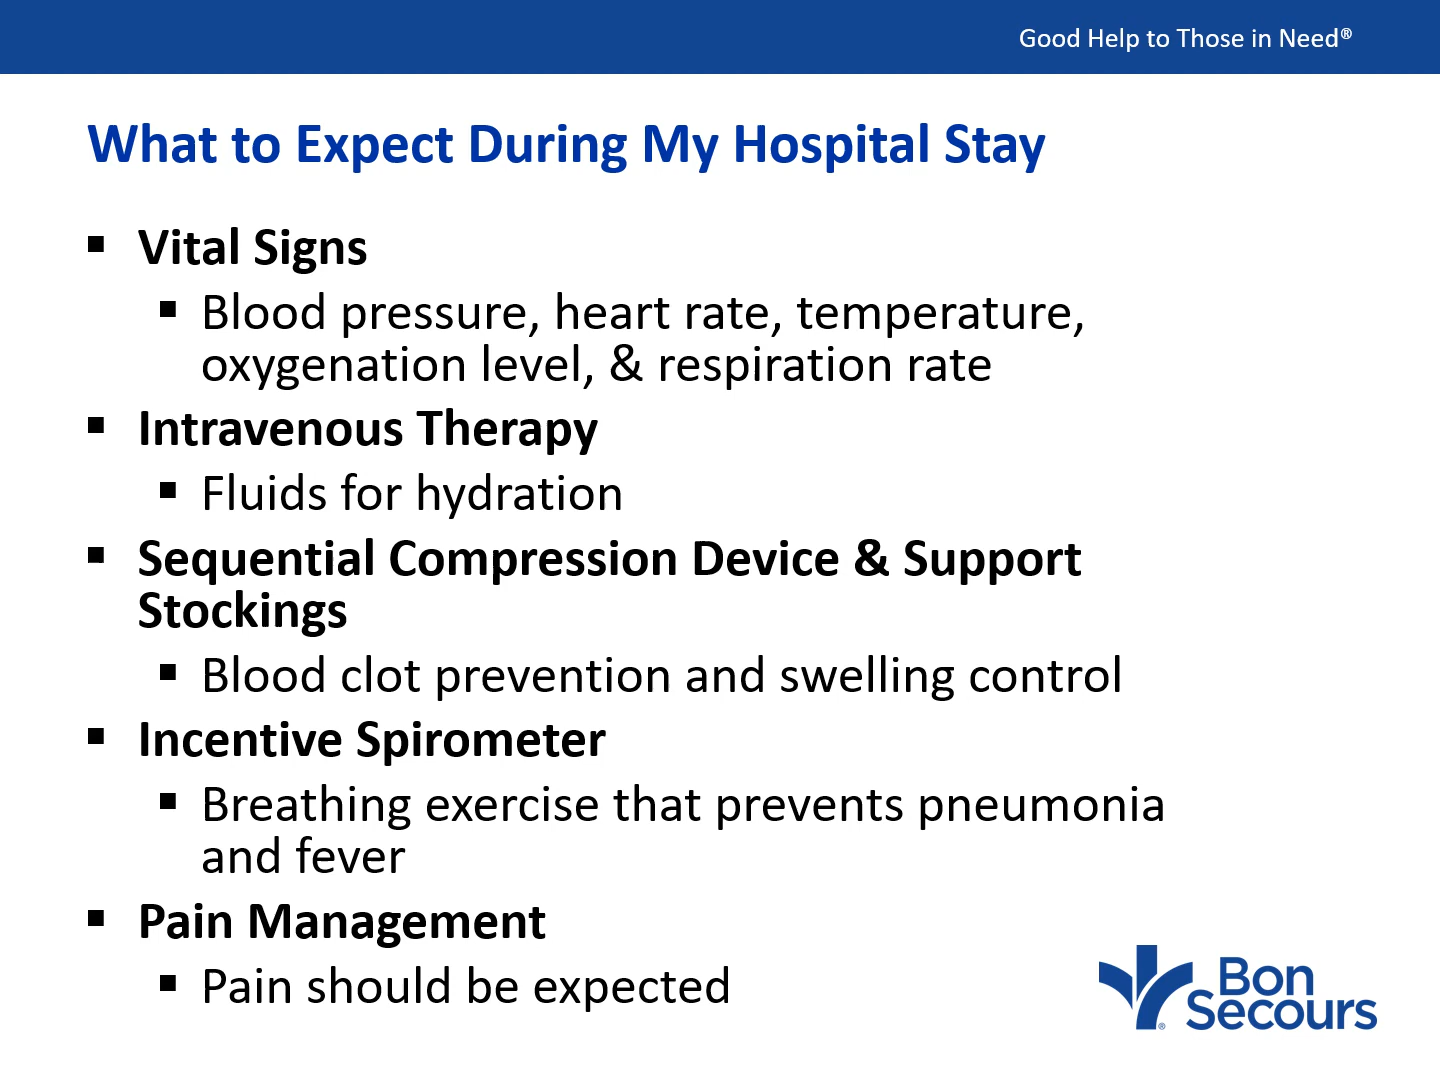 Good Help to Those in Need®
What to Expect During My Hospital Stay
▪ Vital Signs
▪ Blood pressure, heart rate, temperature,
oxygenation level, & respiration rate
▪ Intravenous Therapy
▪ Fluids for hydration
▪ Sequential Compression Device & Support
Stockings
▪ Blood clot prevention and swelling control
▪ Incentive Spirometer
▪ Breathing exercise that prevents pneumonia
and fever
▪ Pain Management
▪ Pain should be expected
Bon
Secours
®